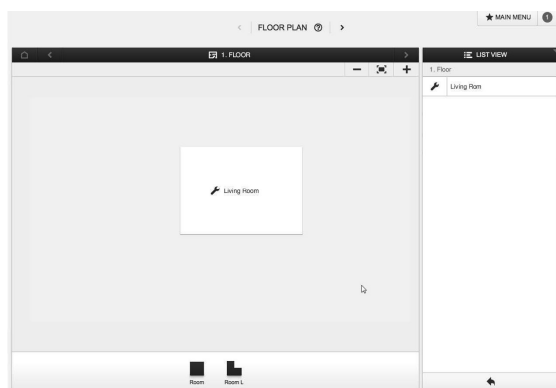 FLOOR PLAN
MAIN MENU
1
1. FLOOR
LIST VIEW
1. Floor
Living Rom
Living Room
Room
Room L